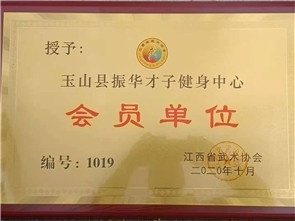 授予：
玉山县振华才子健身中心
会员单位
编号：1019
江西省武术协会
二〇二〇年十月